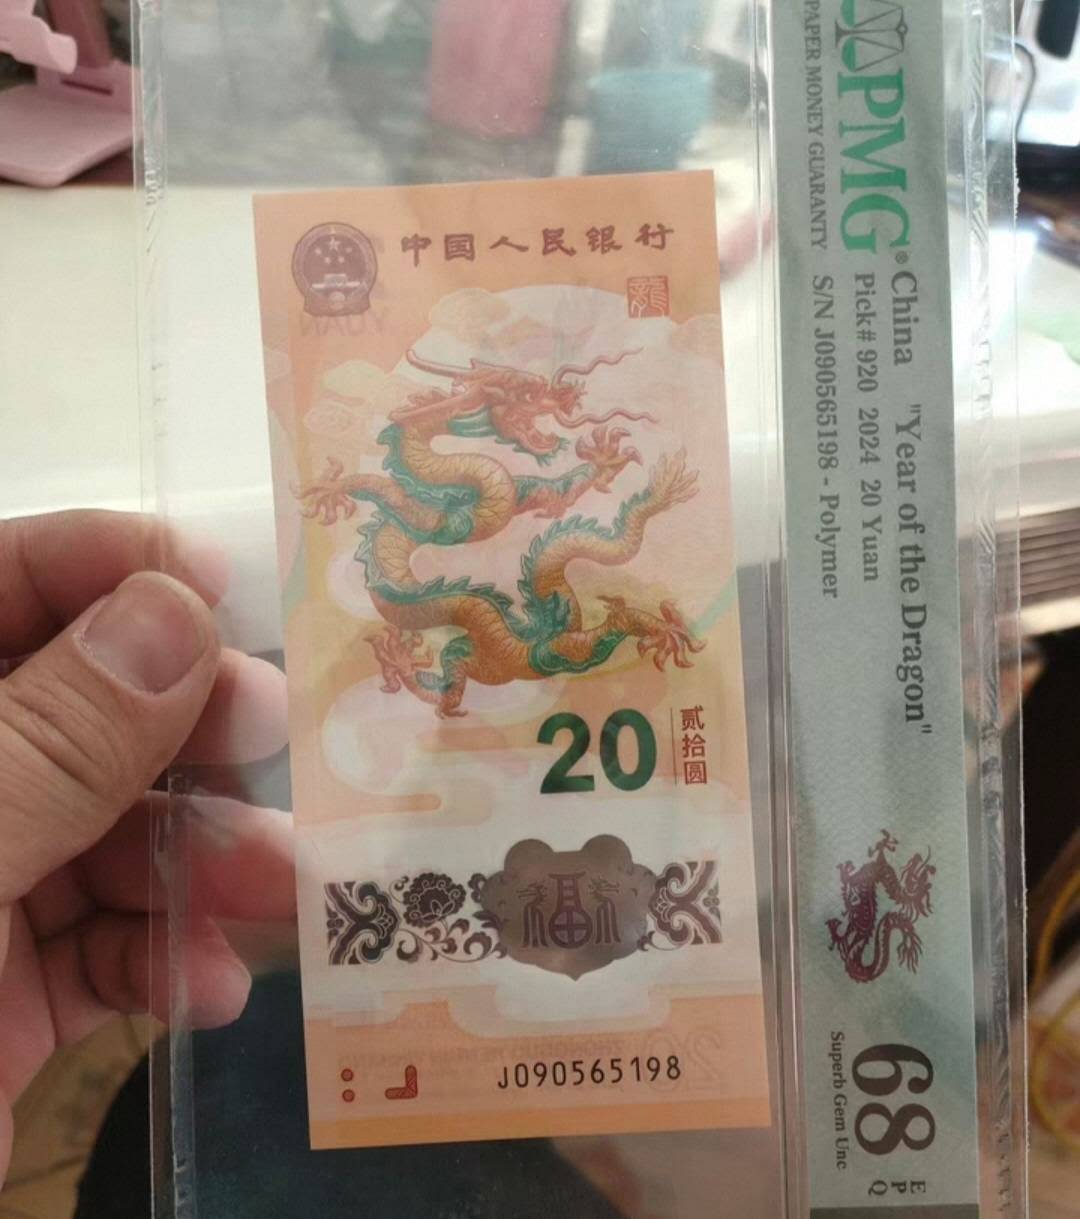 中国人民银行
龍
20
贰拾圆
福
J090565198
PMG®
PAPER MONEY GUARANTY
China "Year of the Dragon"
Pick# 920 2024 20 Yuan
S/N J090565198 - Polymer
68
EPQ
Superb Gem Unc